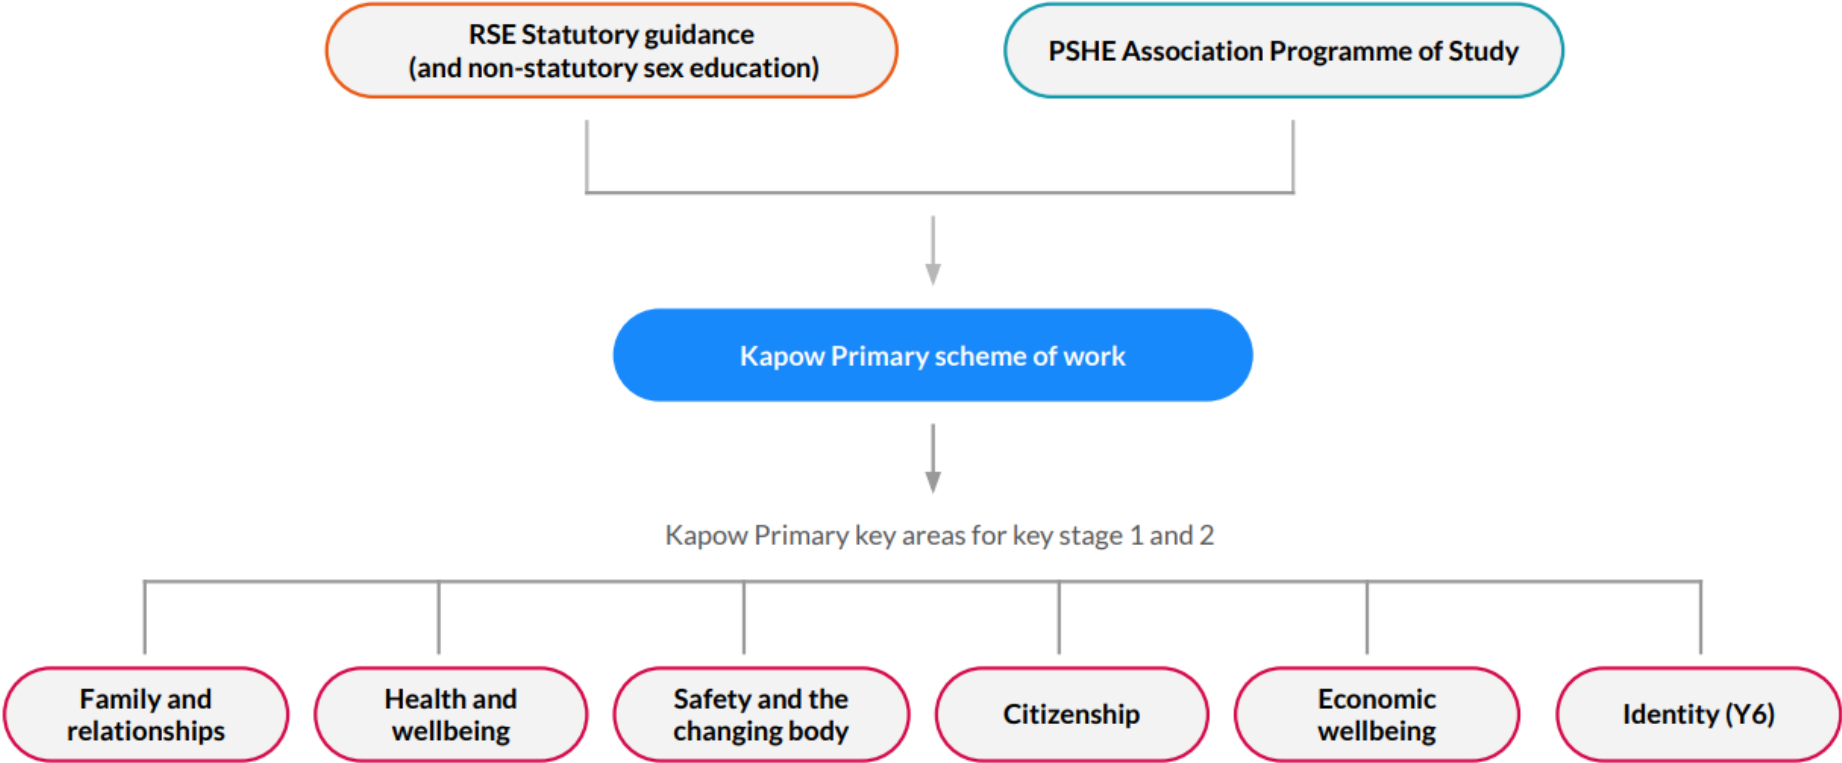 RSE Statutory guidance
(and non-statutory sex education)
PSHE Association Programme of Study
Kapow Primary scheme of work
Kapow Primary key areas for key stage 1 and 2
Family and
relationships
Health and
wellbeing
Safety and the
changing body
Citizenship
Economic
wellbeing
Identity (Y6)